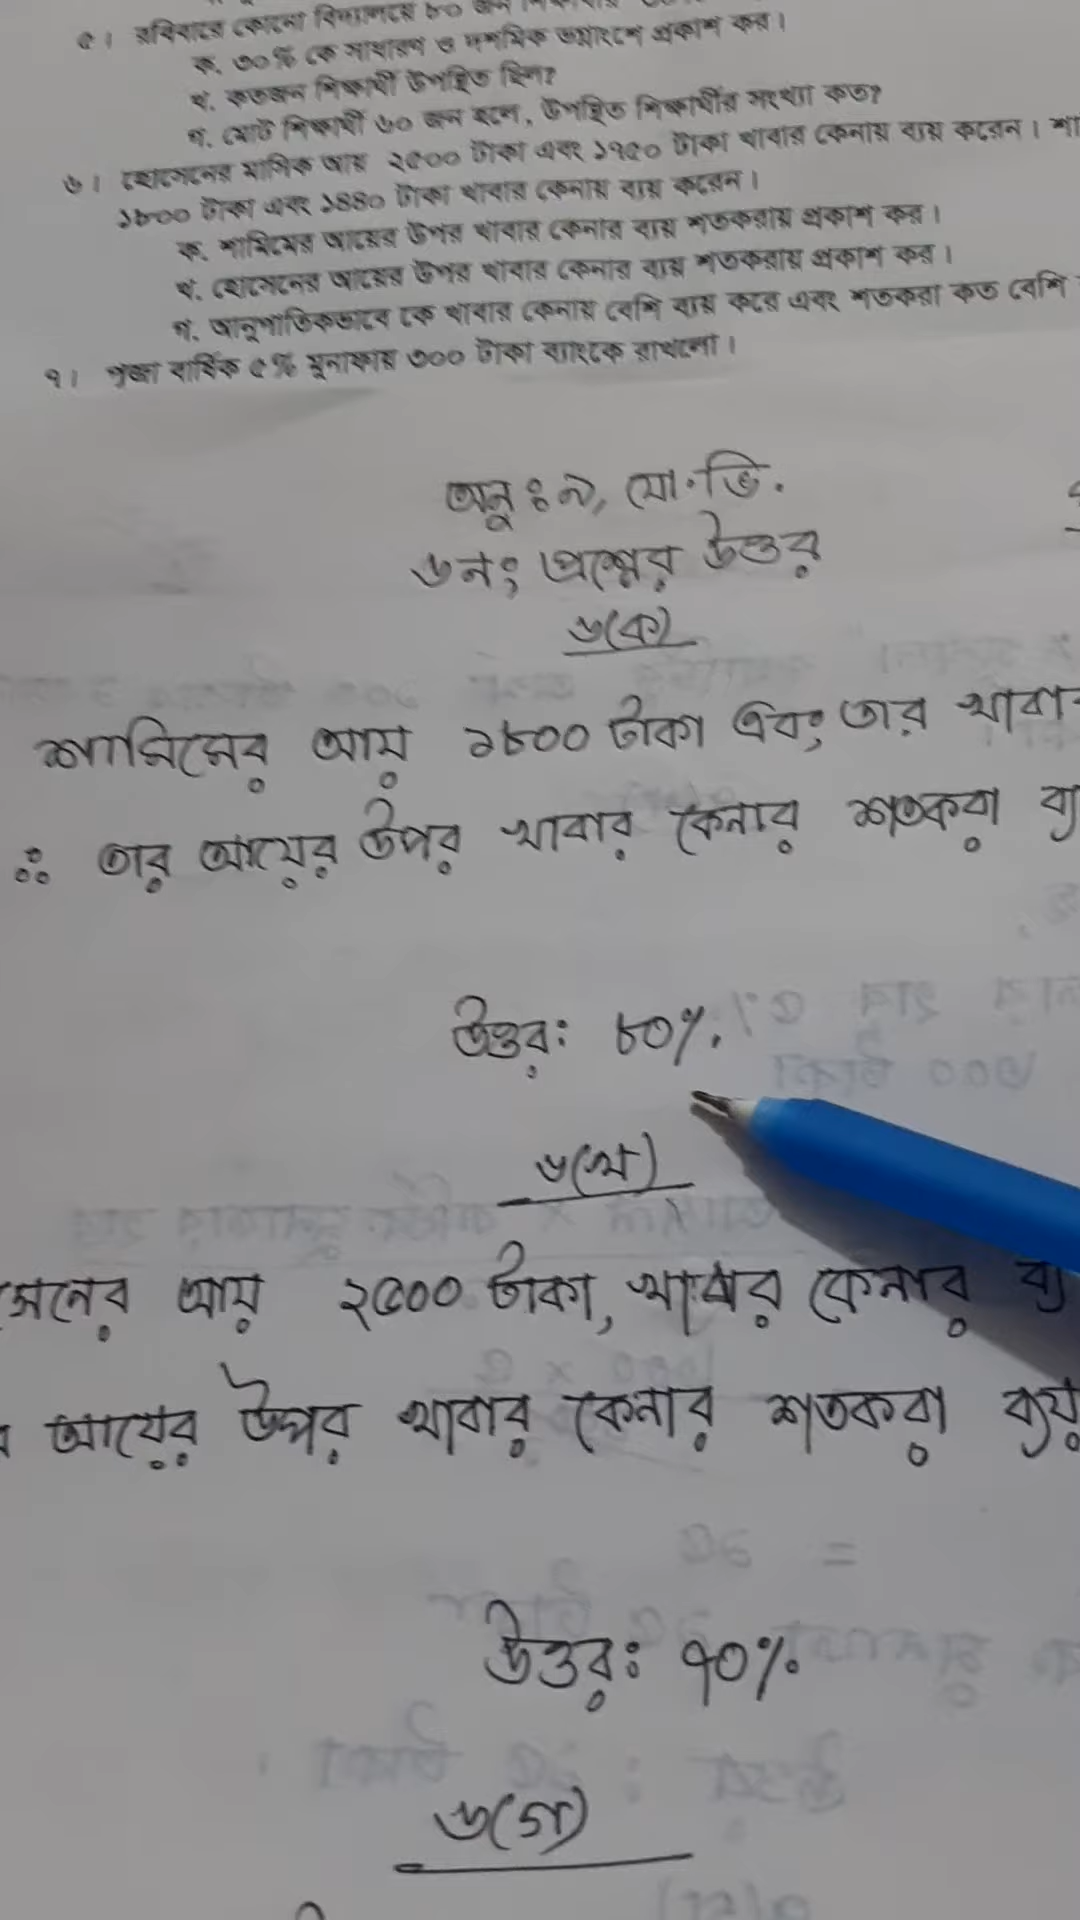 ৫। রবিবারে কোনো বিদ্যালয়ে ৮০ জন শিক্ষার্থীর
ক. ৩০% কে সাধারণ ও দশমিক ভগ্নাংশে প্রকাশ কর।
খ. কতজন শিক্ষার্থী উপস্থিত ছিল?
গ. মোট শিক্ষার্থী ৬০ জন হলে, উপস্থিত শিক্ষার্থীর সংখ্যা কত?
৬। হোসেনের মাসিক আয় ২৫০০ টাকা এবং ১৭৫০ টাকা খাবার কেনায় ব্যয় করেন। শা
১৮০০ টাকা এবং ১৪৪০ টাকা খাবার কেনায় ব্যয় করেন।
ক. শামিমের আয়ের উপর খাবার কেনার ব্যয় শতকরায় প্রকাশ কর।
খ. হোসেনের আয়ের উপর খাবার কেনার ব্যয় শতকরায় প্রকাশ কর।
গ. আনুপাতিকভাবে কে খাবার কেনায় বেশি ব্যয় করে এবং শতকরা কত বেশি
৭। পূজা বার্ষিক ৫% মুনাফায় ৩০০ টাকা ব্যাংকে রাখলো।
অনুঃ ৯, মো.ভি.
৬নং প্রশ্নের উত্তর
৬(ক)
শামিমের আয় ১৮০০ টাকা এবং তার খাবা
∴ তার আয়ের উপর খাবার কেনার শতকরা ব্য
উত্তর: ৮০%.
৬(খ)
সেনের আয় ২৫০০ টাকা, খাবার কেনার ব্য
র আয়ের উপর খাবার কেনার শতকরা ব্যয়
উত্তর: ৭০%.
৬(গ)